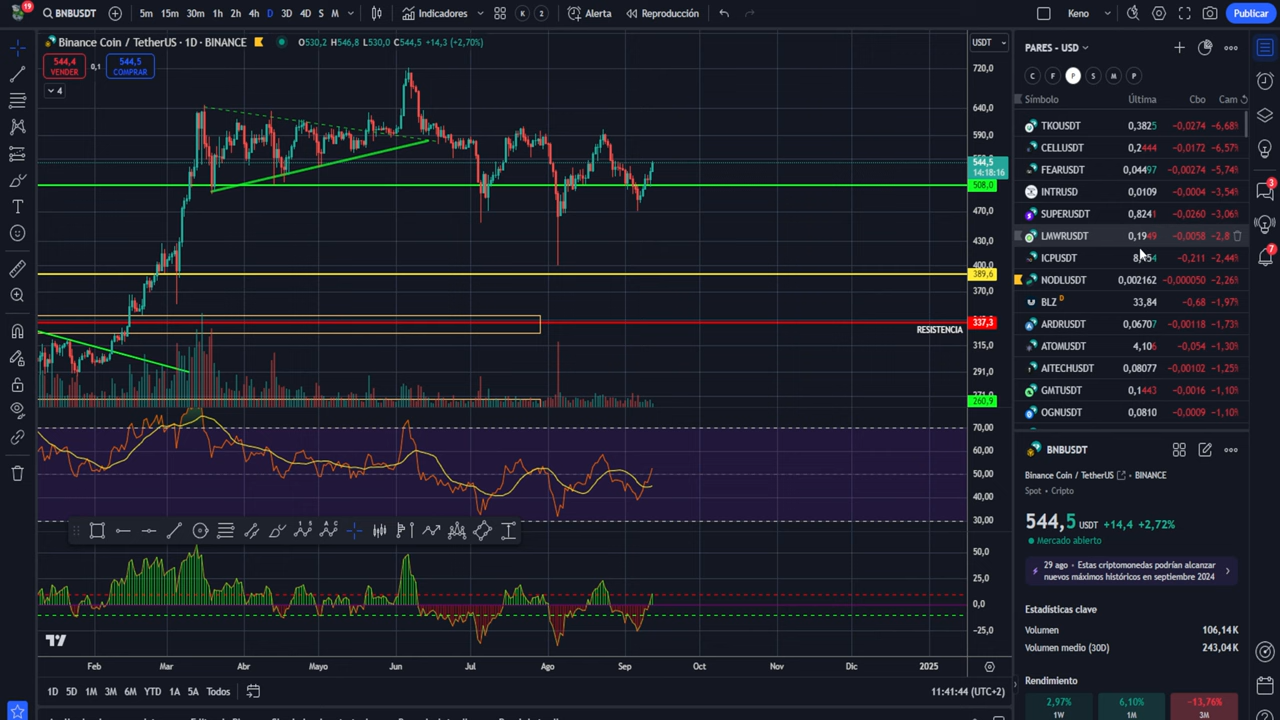 19 BNBUSDT 5m 15m 30m 1h 2h 4h D 3D 4D S M Indicadores K 2 Alerta Reproducción Keno Publicar
Binance Coin / TetherUS · 1D · BINANCE O530,2 H546,8 L530,0 C544,5 +14,3 (+2,70%) USDT
544,4 VENDER 0,1 544,5 COMPRAR
4
720,0
640,0
590,0
544,5
14:18:16
508,0
470,0
430,0
400,0
389,6
370,0
337,3
RESISTENCIA
315,0
291,0
260,9
70,00
60,00
50,00
40,00
30,00
50,0
25,0
0,0
-25,0
Feb Mar Abr Mayo Jun Jul Ago Sep Oct Nov Dic 2025
1D 5D 1M 3M 6M YTD 1A 5A Todos 11:41:44 (UTC+2)
PARES - USD
C F P S M P
Símbolo Última Cbo Cam
TKOUSDT 0,3825 -0,0274 -6,68%
CELLUSDT 0,2444 -0,0172 -6,57%
FEARUSDT 0,04497 -0,00274 -5,74%
INTRUSD 0,0109 -0,0004 -3,54%
SUPERUSDT 0,8241 -0,0260 -3,06%
LMWRUSDT 0,1949 -0,0058 -2,8
ICPUSDT -0,211 -2,44%
NODLUSDT 0,002162 -0,000050 -2,26%
BLZ D 33,84 -0,68 -1,97%
ARDRUSDT 0,06707 -0,00118 -1,73%
ATOMUSDT 4,106 -0,054 -1,30%
AITECHUSDT 0,08077 -0,00102 -1,25%
GMTUSDT 0,1443 -0,0016 -1,10%
OGNUSDT 0,0810 -0,0009 -1,10%
BNBUSDT
Binance Coin / TetherUS · BINANCE
Spot · Cripto
544,5 USDT +14,4 +2,72%
Mercado abierto
29 ago · Estas criptomonedas podrían alcanzar
nuevos máximos históricos en septiembre 2024
Estadísticas clave
Volumen 106,14K
Volumen medio (30D) 243,04K
Rendimiento
2,97% 6,10% -13,76%
1W 1M 3M
3
7